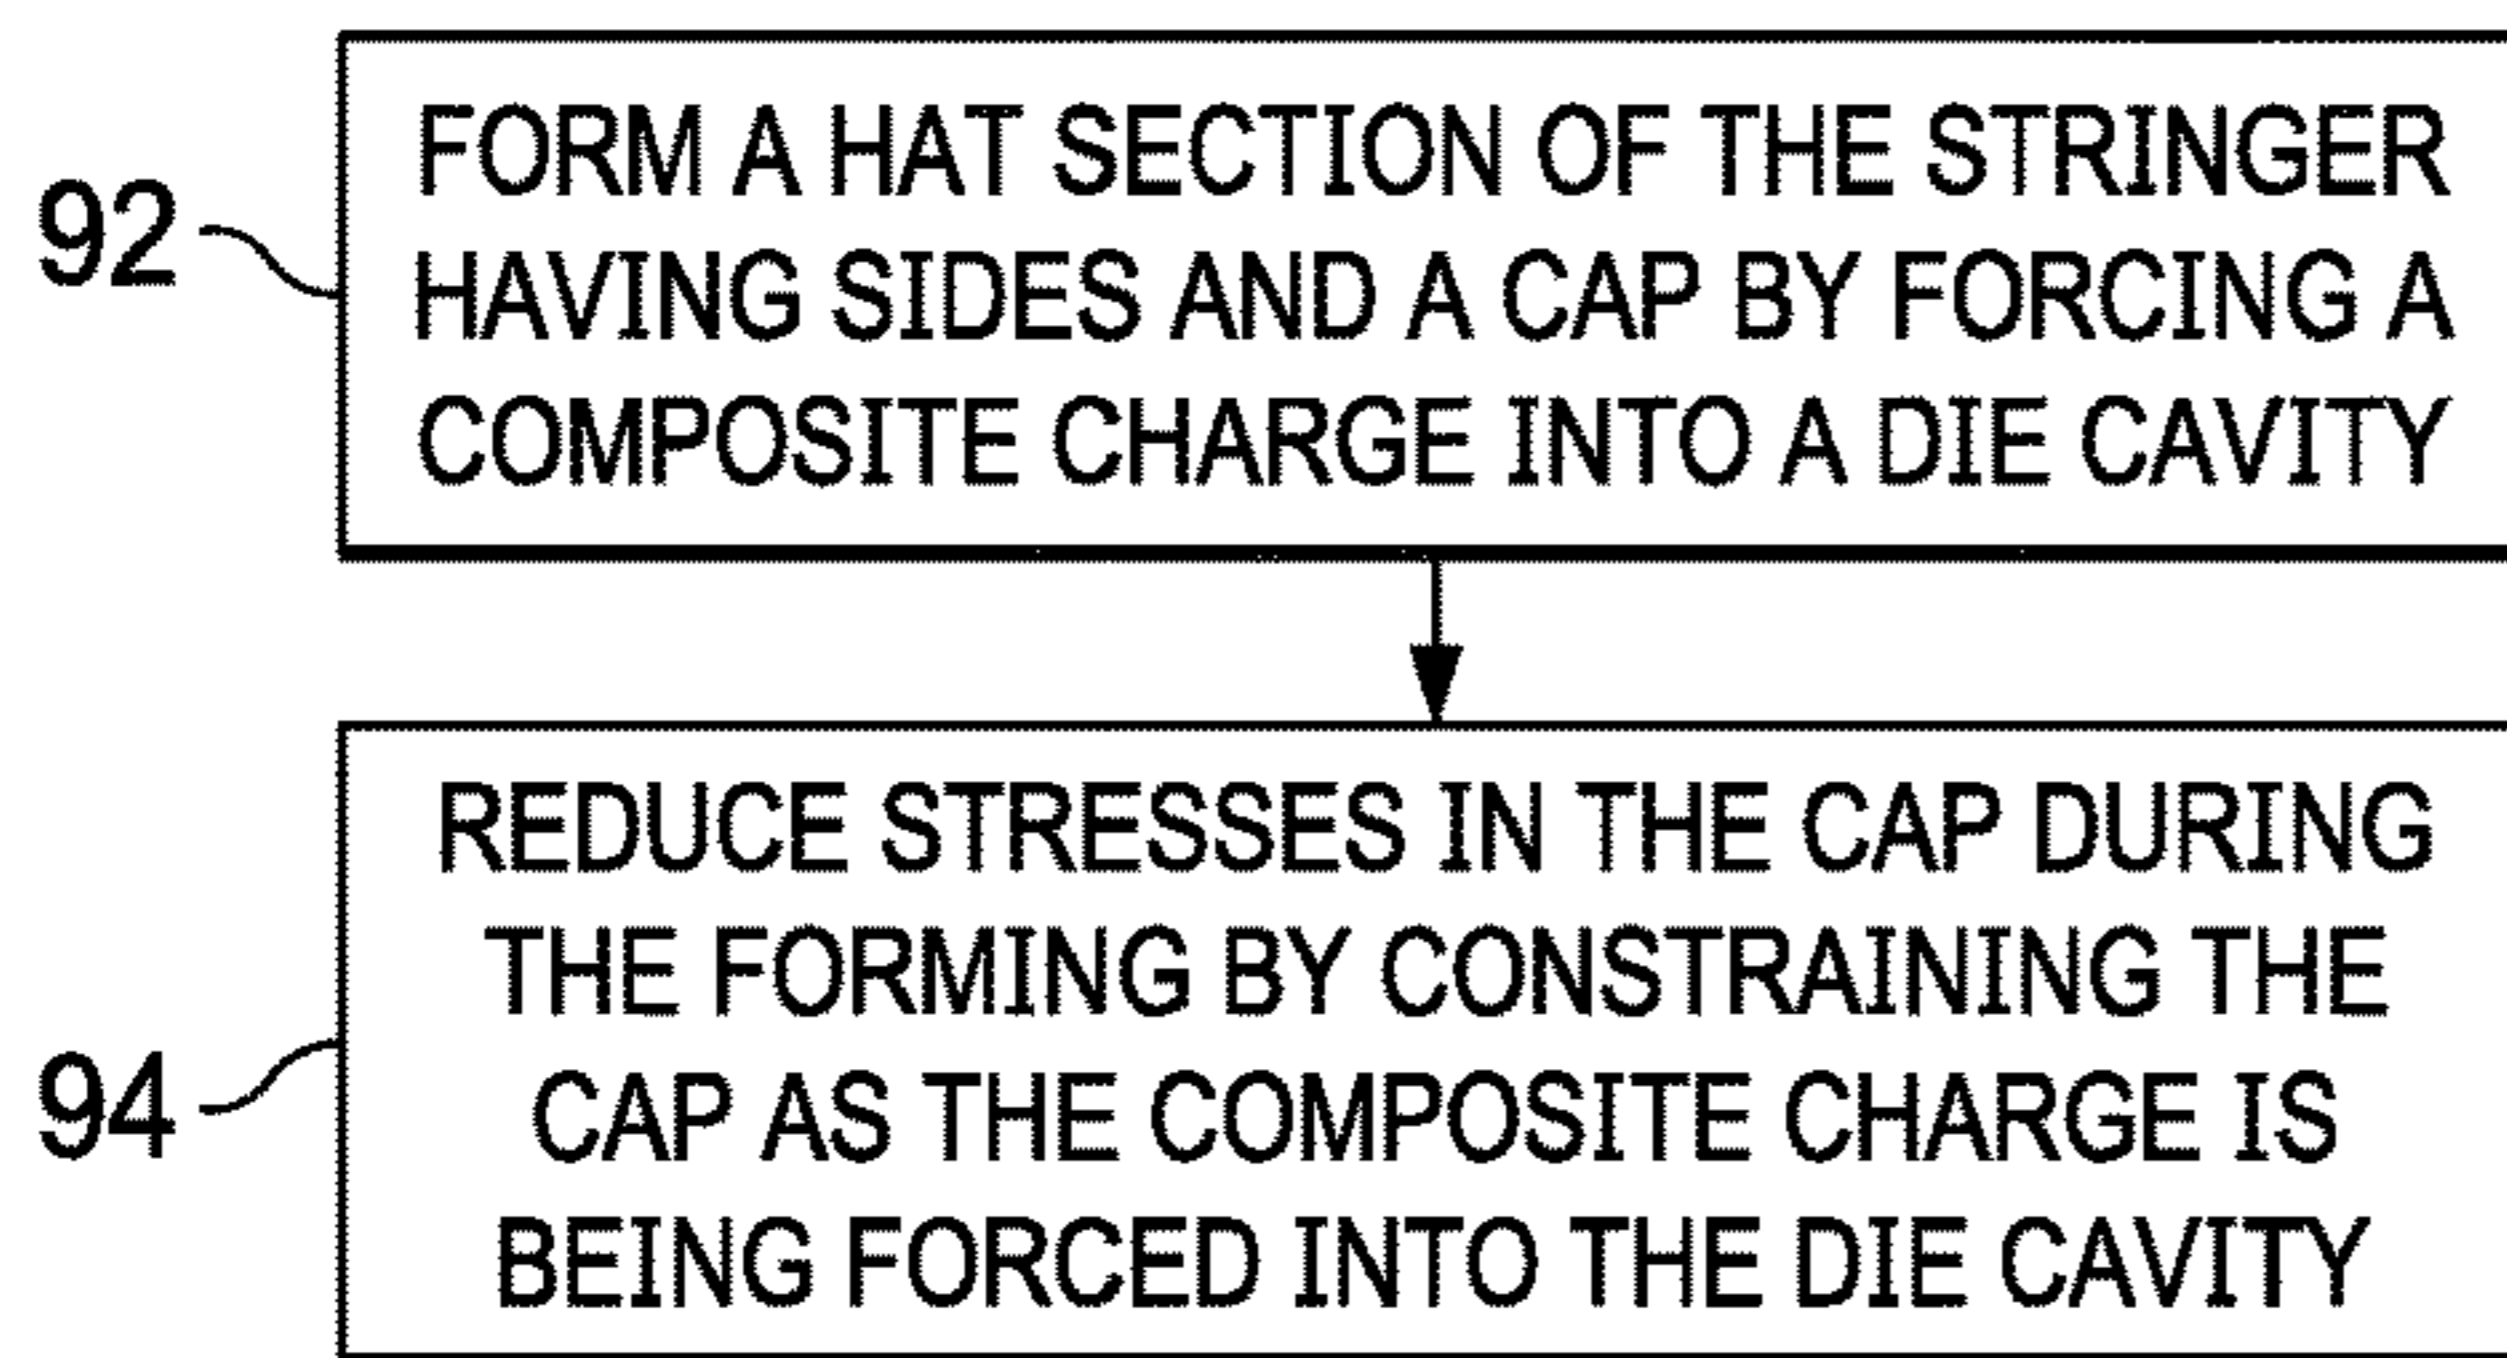 92
FORM A HAT SECTION OF THE STRINGER
HAVING SIDES AND A CAP BY FORCING A
COMPOSITE CHARGE INTO A DIE CAVITY
94
REDUCE STRESSES IN THE CAP DURING
THE FORMING BY CONSTRAINING THE
CAP AS THE COMPOSITE CHARGE IS
BEING FORCED INTO THE DIE CAVITY